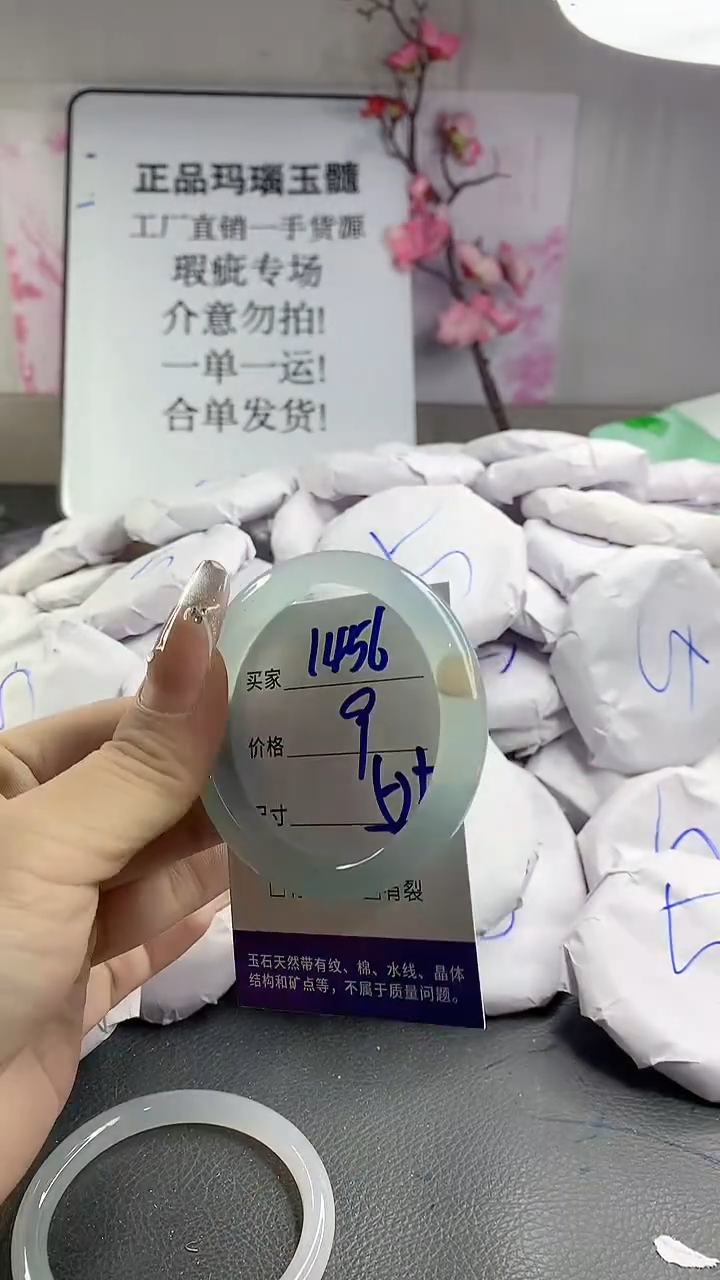 正品玛瑙玉髓
工厂直销一手货源
瑕疵专场
介意勿拍!
一单一运!
合单发货!
买家 1456
价格 9
尺寸
有裂
玉石天然带有纹、棉、水线、晶体
结构和矿点等，不属于质量问题。
5